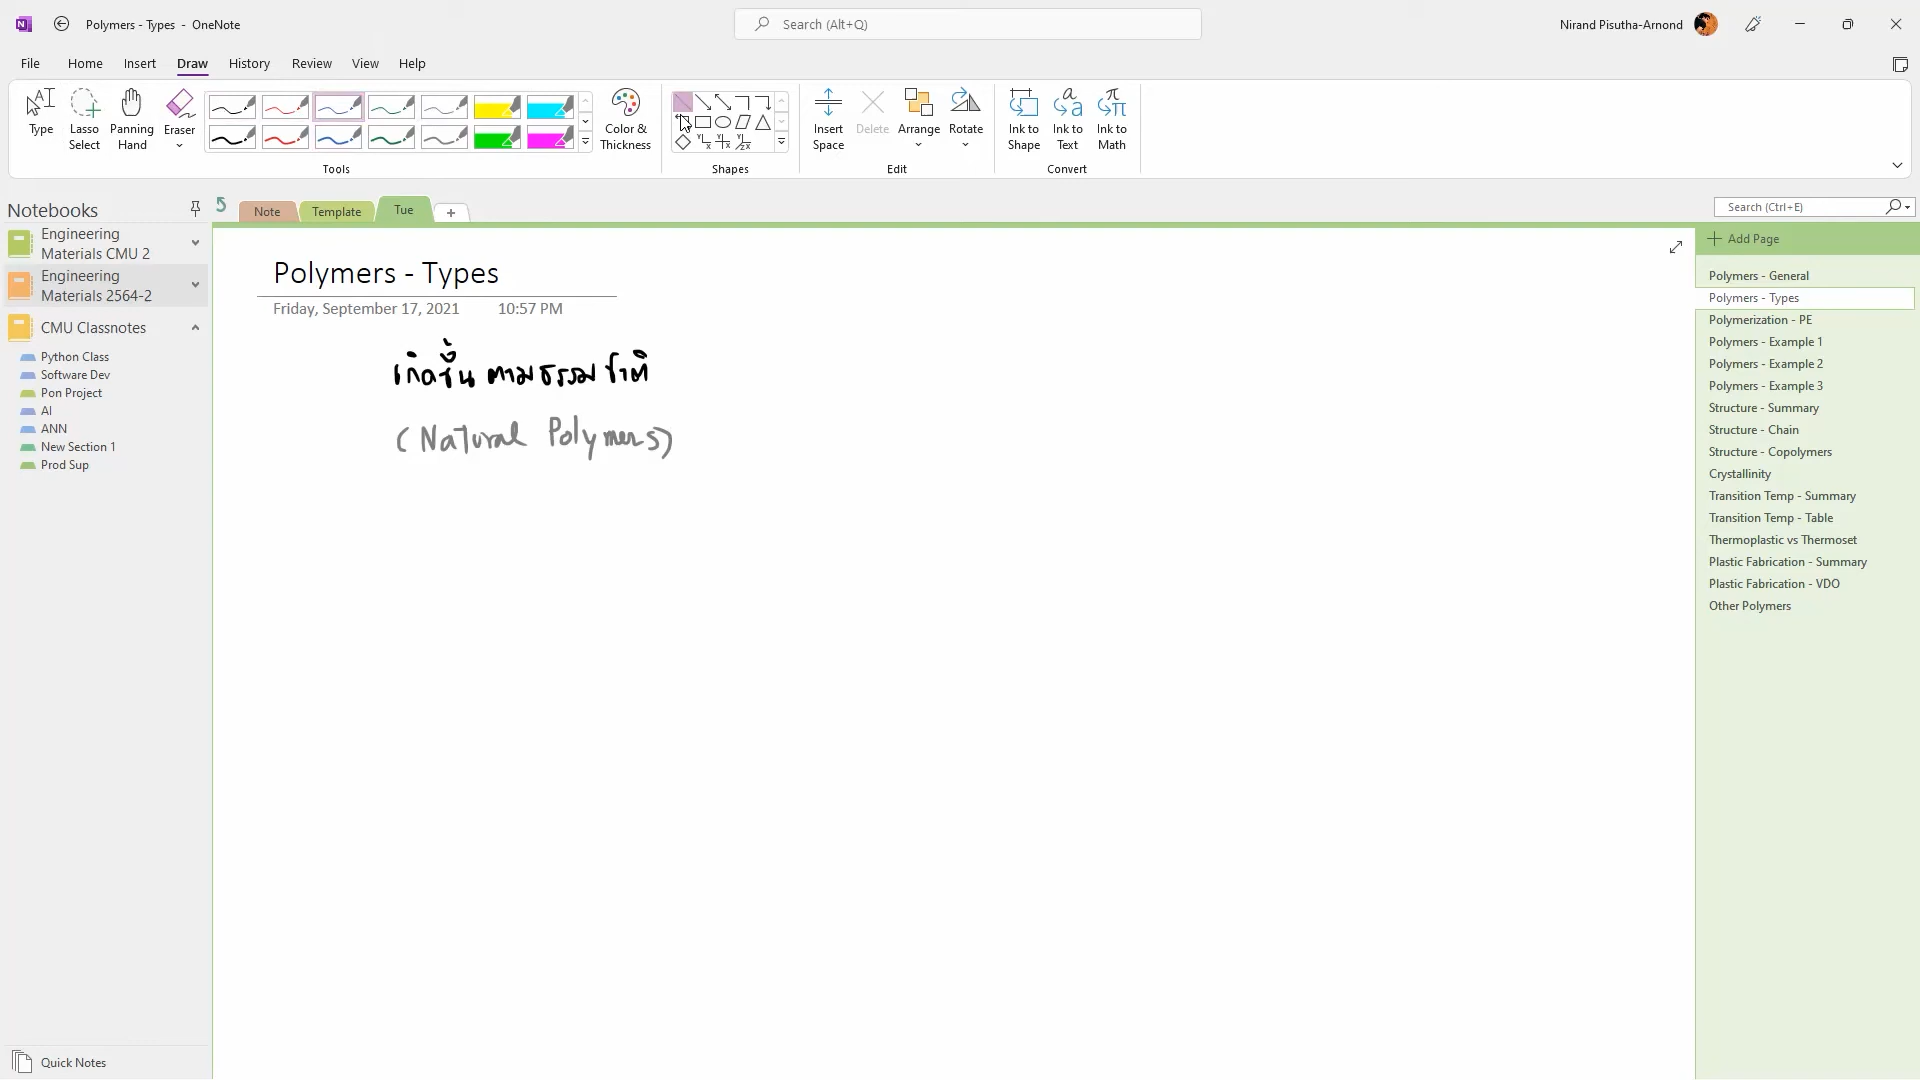 Polymers - Types - OneNote
Search (Alt+Q)
Nirand Pisutha-Arnond
File
Home
Insert
Draw
History
Review
View
Help
Type
Lasso Select
Panning Hand
Eraser
Color & Thickness
Insert Space
Delete
Arrange
Rotate
Ink to Shape
Ink to Text
Ink to Math
Tools
Shapes
Edit
Convert
Notebooks
Note
Template
Tue
Search (Ctrl+E)
Engineering
Materials CMU 2
Engineering
Materials 2564-2
CMU Classnotes
Python Class
Software Dev
Pon Project
AI
ANN
New Section 1
Prod Sup
Quick Notes
Polymers - Types
Friday, September 17, 2021 10:57 PM
เกิดขึ้นตามธรรมชาติ
(Natural Polymers)
Add Page
Polymers - General
Polymers - Types
Polymerization - PE
Polymers - Example 1
Polymers - Example 2
Polymers - Example 3
Structure - Summary
Structure - Chain
Structure - Copolymers
Crystallinity
Transition Temp - Summary
Transition Temp - Table
Thermoplastic vs Thermoset
Plastic Fabrication - Summary
Plastic Fabrication - VDO
Other Polymers